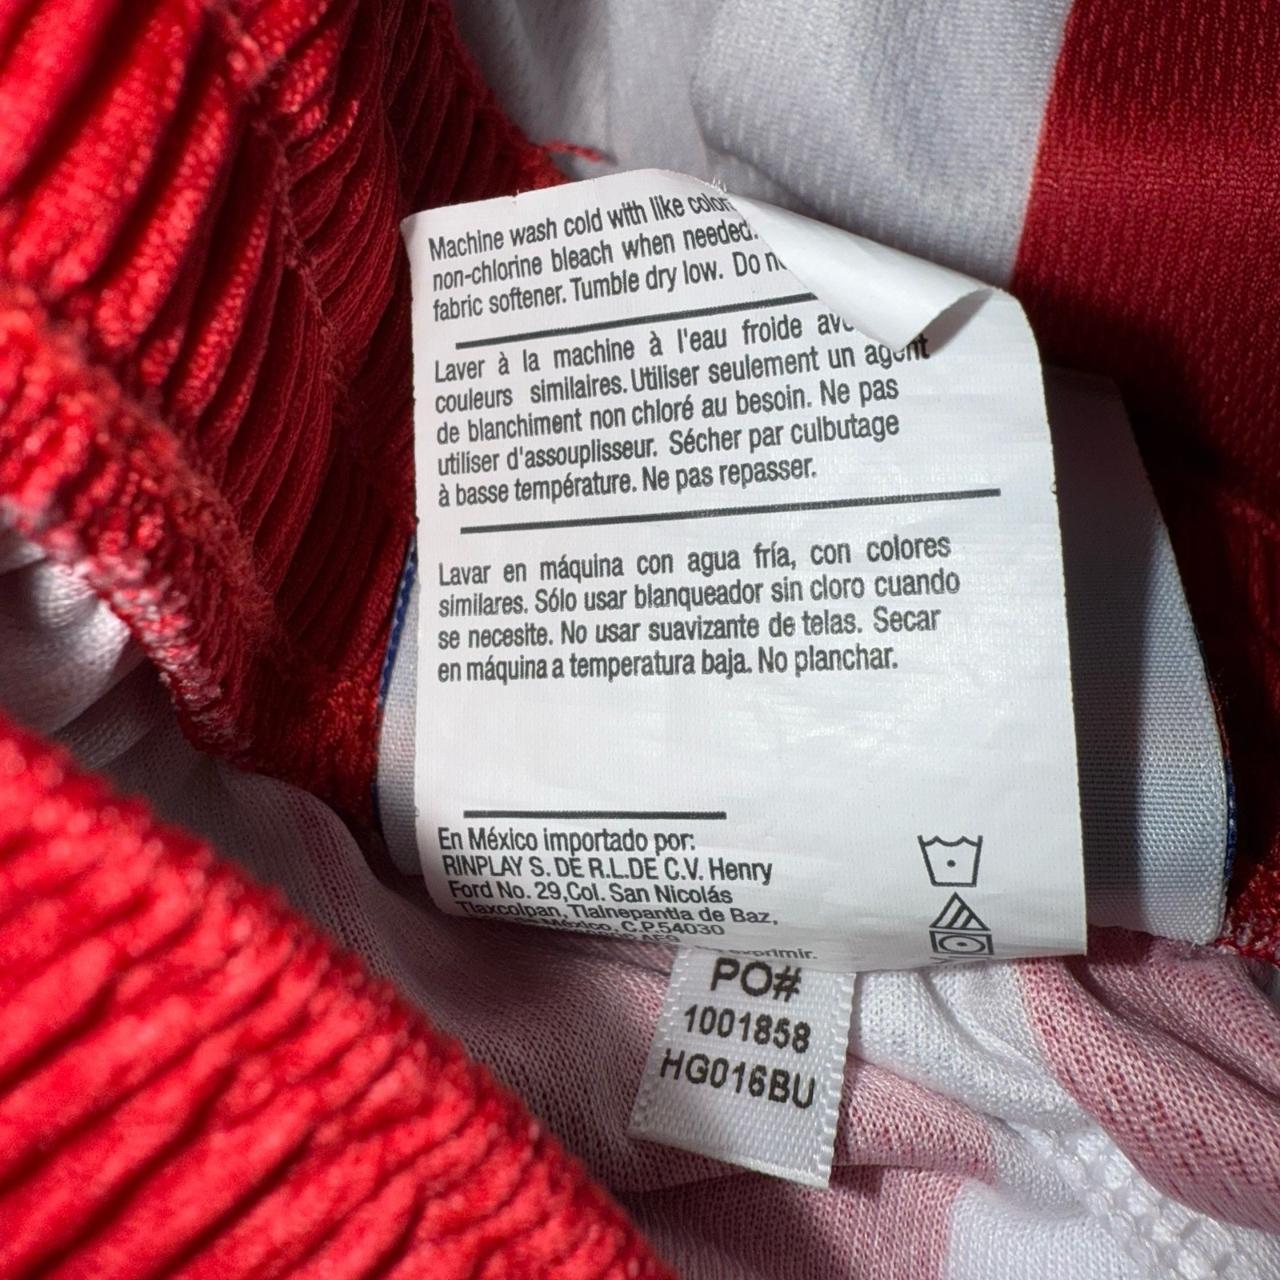 Machine wash cold with like
non-chlorine bleach when needed.
fabric softener. Tumble dry low. Do
Laver à la machine à l'eau froide
couleurs similaires. Utiliser seulement un agent
de blanchiment non chloré au besoin. Ne pas
utiliser d'assouplisseur. Sécher par culbutage
à basse température. Ne pas repasser.
Lavar en máquina con agua fría, con colores
similares. Sólo usar blanqueador sin cloro cuando
se necesite. No usar suavizante de telas. Secar
en máquina a temperatura baja. No planchar.
En México importado por:
RINPLAY S. DE R.L.DE C.V. Henry
Ford No. 29,Col. San Nicolás
Tlaxcolpan, Tlalnepantla de Baz,
México, C.P.54030
exprimir.
PO#
1001858
HG016BU